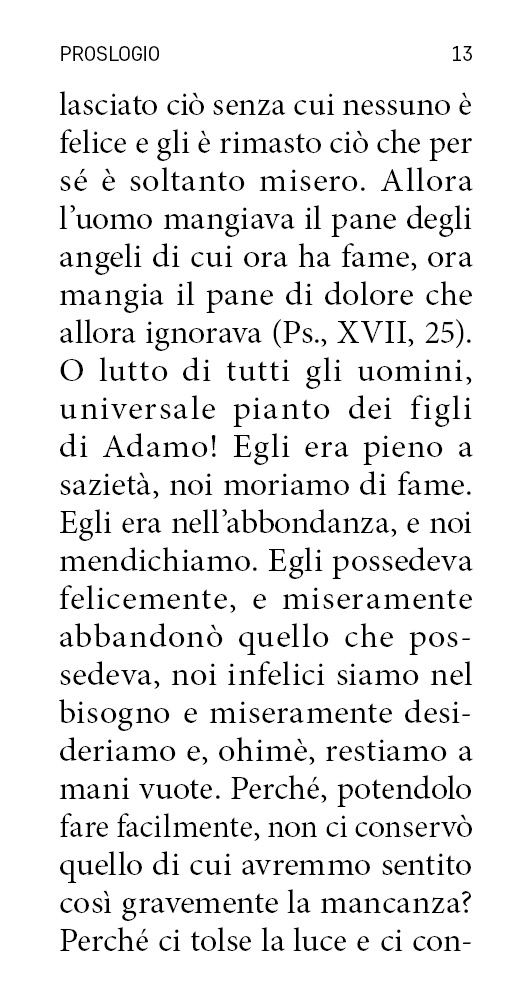 PROSLOGIO 13
lasciato ciò senza cui nessuno è
felice e gli è rimasto ciò che per
sé è soltanto misero. Allora
l’uomo mangiava il pane degli
angeli di cui ora ha fame, ora
mangia il pane di dolore che
allora ignorava (Ps., XVII, 25).
O lutto di tutti gli uomini,
universale pianto dei figli
di Adamo! Egli era pieno a
sazietà, noi moriamo di fame.
Egli era nell’abbondanza, e noi
mendichiamo. Egli possedeva
felicemente, e miseramente
abbandonò quello che pos-
sedeva, noi infelici siamo nel
bisogno e miseramente desi-
deriamo e, ohimè, restiamo a
mani vuote. Perché, potendolo
fare facilmente, non ci conservò
quello di cui avremmo sentito
così gravemente la mancanza?
Perché ci tolse la luce e ci con-